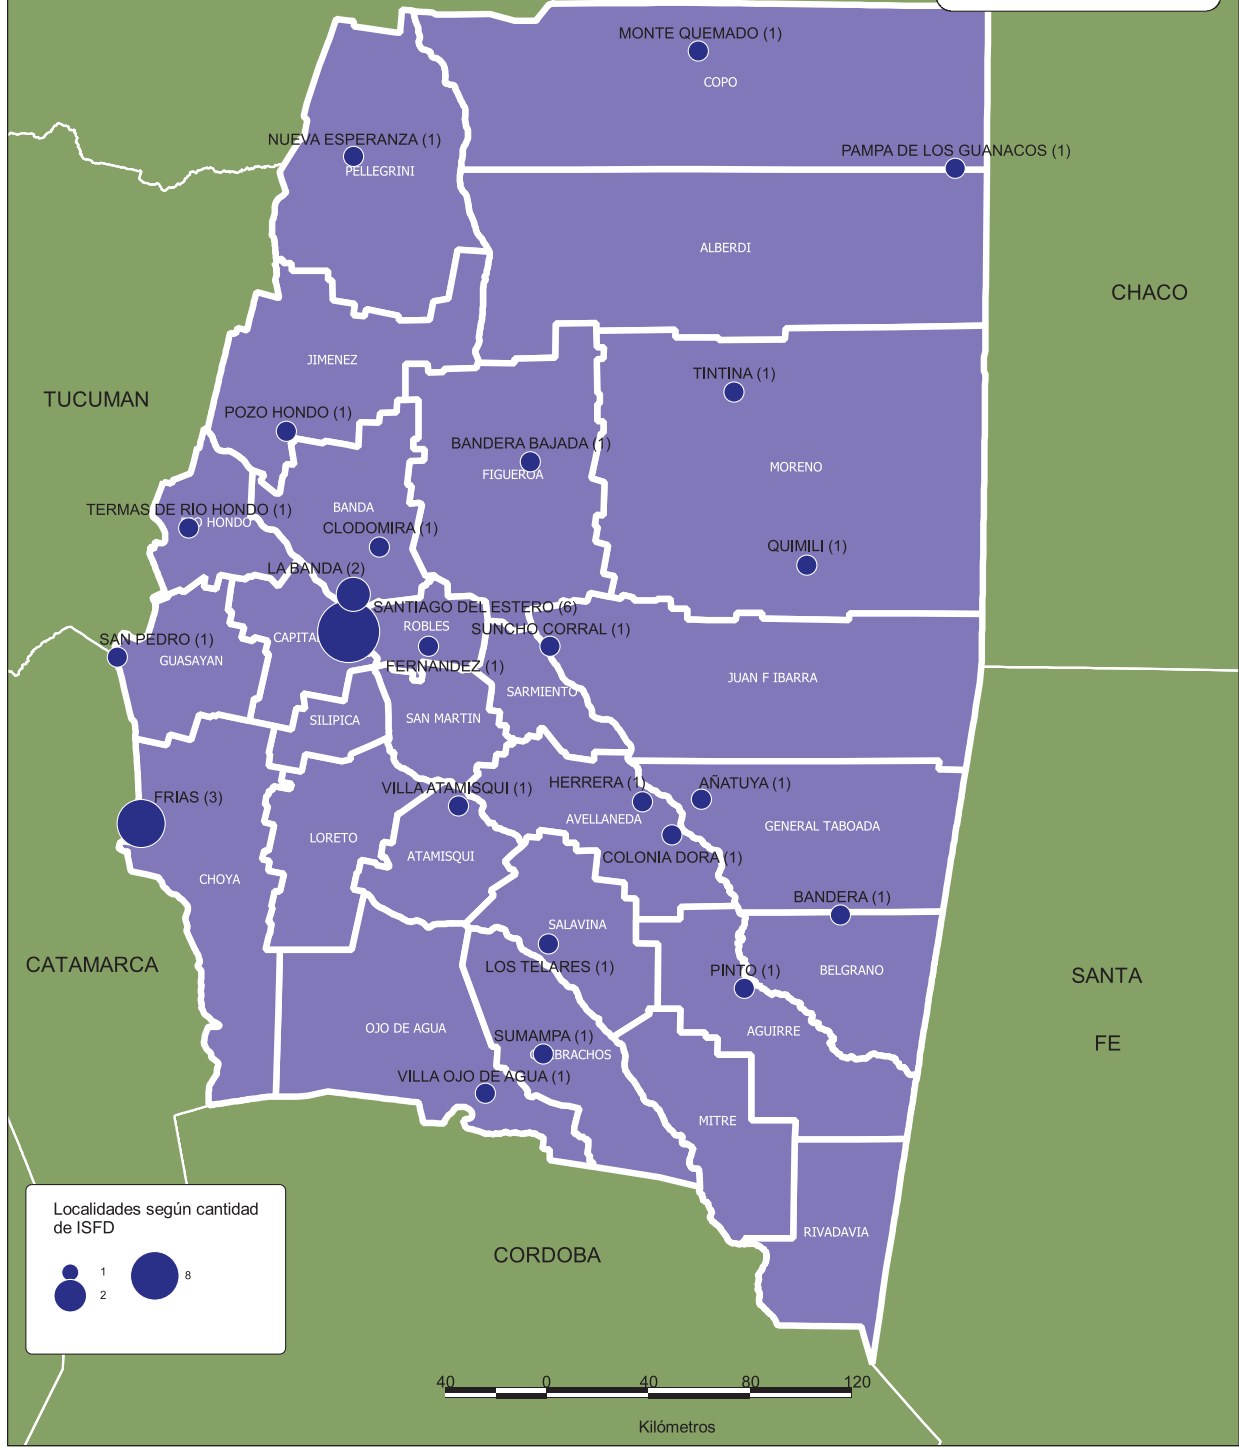 MONTE QUEMADO (1)
COPO
NUEVA ESPERANZA (1)
PELLEGRINI
PAMPA DE LOS GUANACOS (1)
ALBERDI
CHACO
JIMENEZ
TINTINA (1)
TUCUMAN
POZO HONDO (1)
BANDERA BAJADA (1)
FIGUEROA
MORENO
TERMAS DE RIO HONDO (1)
O HONDO
BANDA
CLODOMIRA (1)
QUIMILI (1)
LA BANDA (2)
SANTIAGO DEL ESTERO (6)
ROBLES
SUNCHO CORRAL (1)
SAN PEDRO (1)
GUASAYAN
CAPITAL
FERNANDEZ (1)
JUAN F IBARRA
SARMIENTO
SILIPICA
SAN MARTIN
VILLA ATAMISQUI (1)
HERRERA (1)
AÑATUYA (1)
FRIAS (3)
AVELLANEDA
GENERAL TABOADA
LORETO
ATAMISQUI
COLONIA DORA (1)
CHOYA
BANDERA (1)
SALAVINA
CATAMARCA
LOS TELARES (1)
PINTO (1)
BELGRANO
SANTA
FE
OJO DE AGUA
SUMAMPA (1)
BRACHOS
AGUIRRE
VILLA OJO DE AGUA (1)
MITRE
RIVADAVIA
CORDOBA
Localidades según cantidad
de ISFD
1
8
2
40 0 40 80 120
Kilómetros